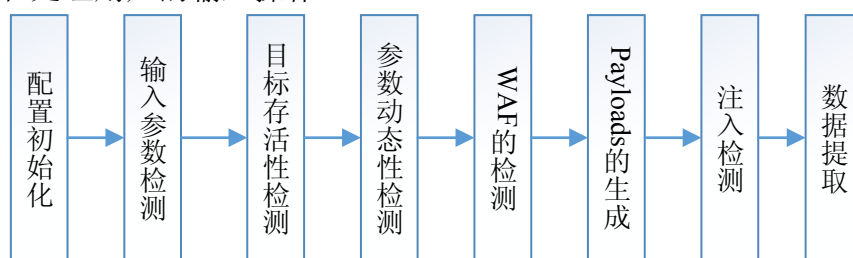 配置初始化
输入参数检测
目标存活性检测
参数动态性检测
WAF的检测
Payloads的生成
注入检测
数据提取